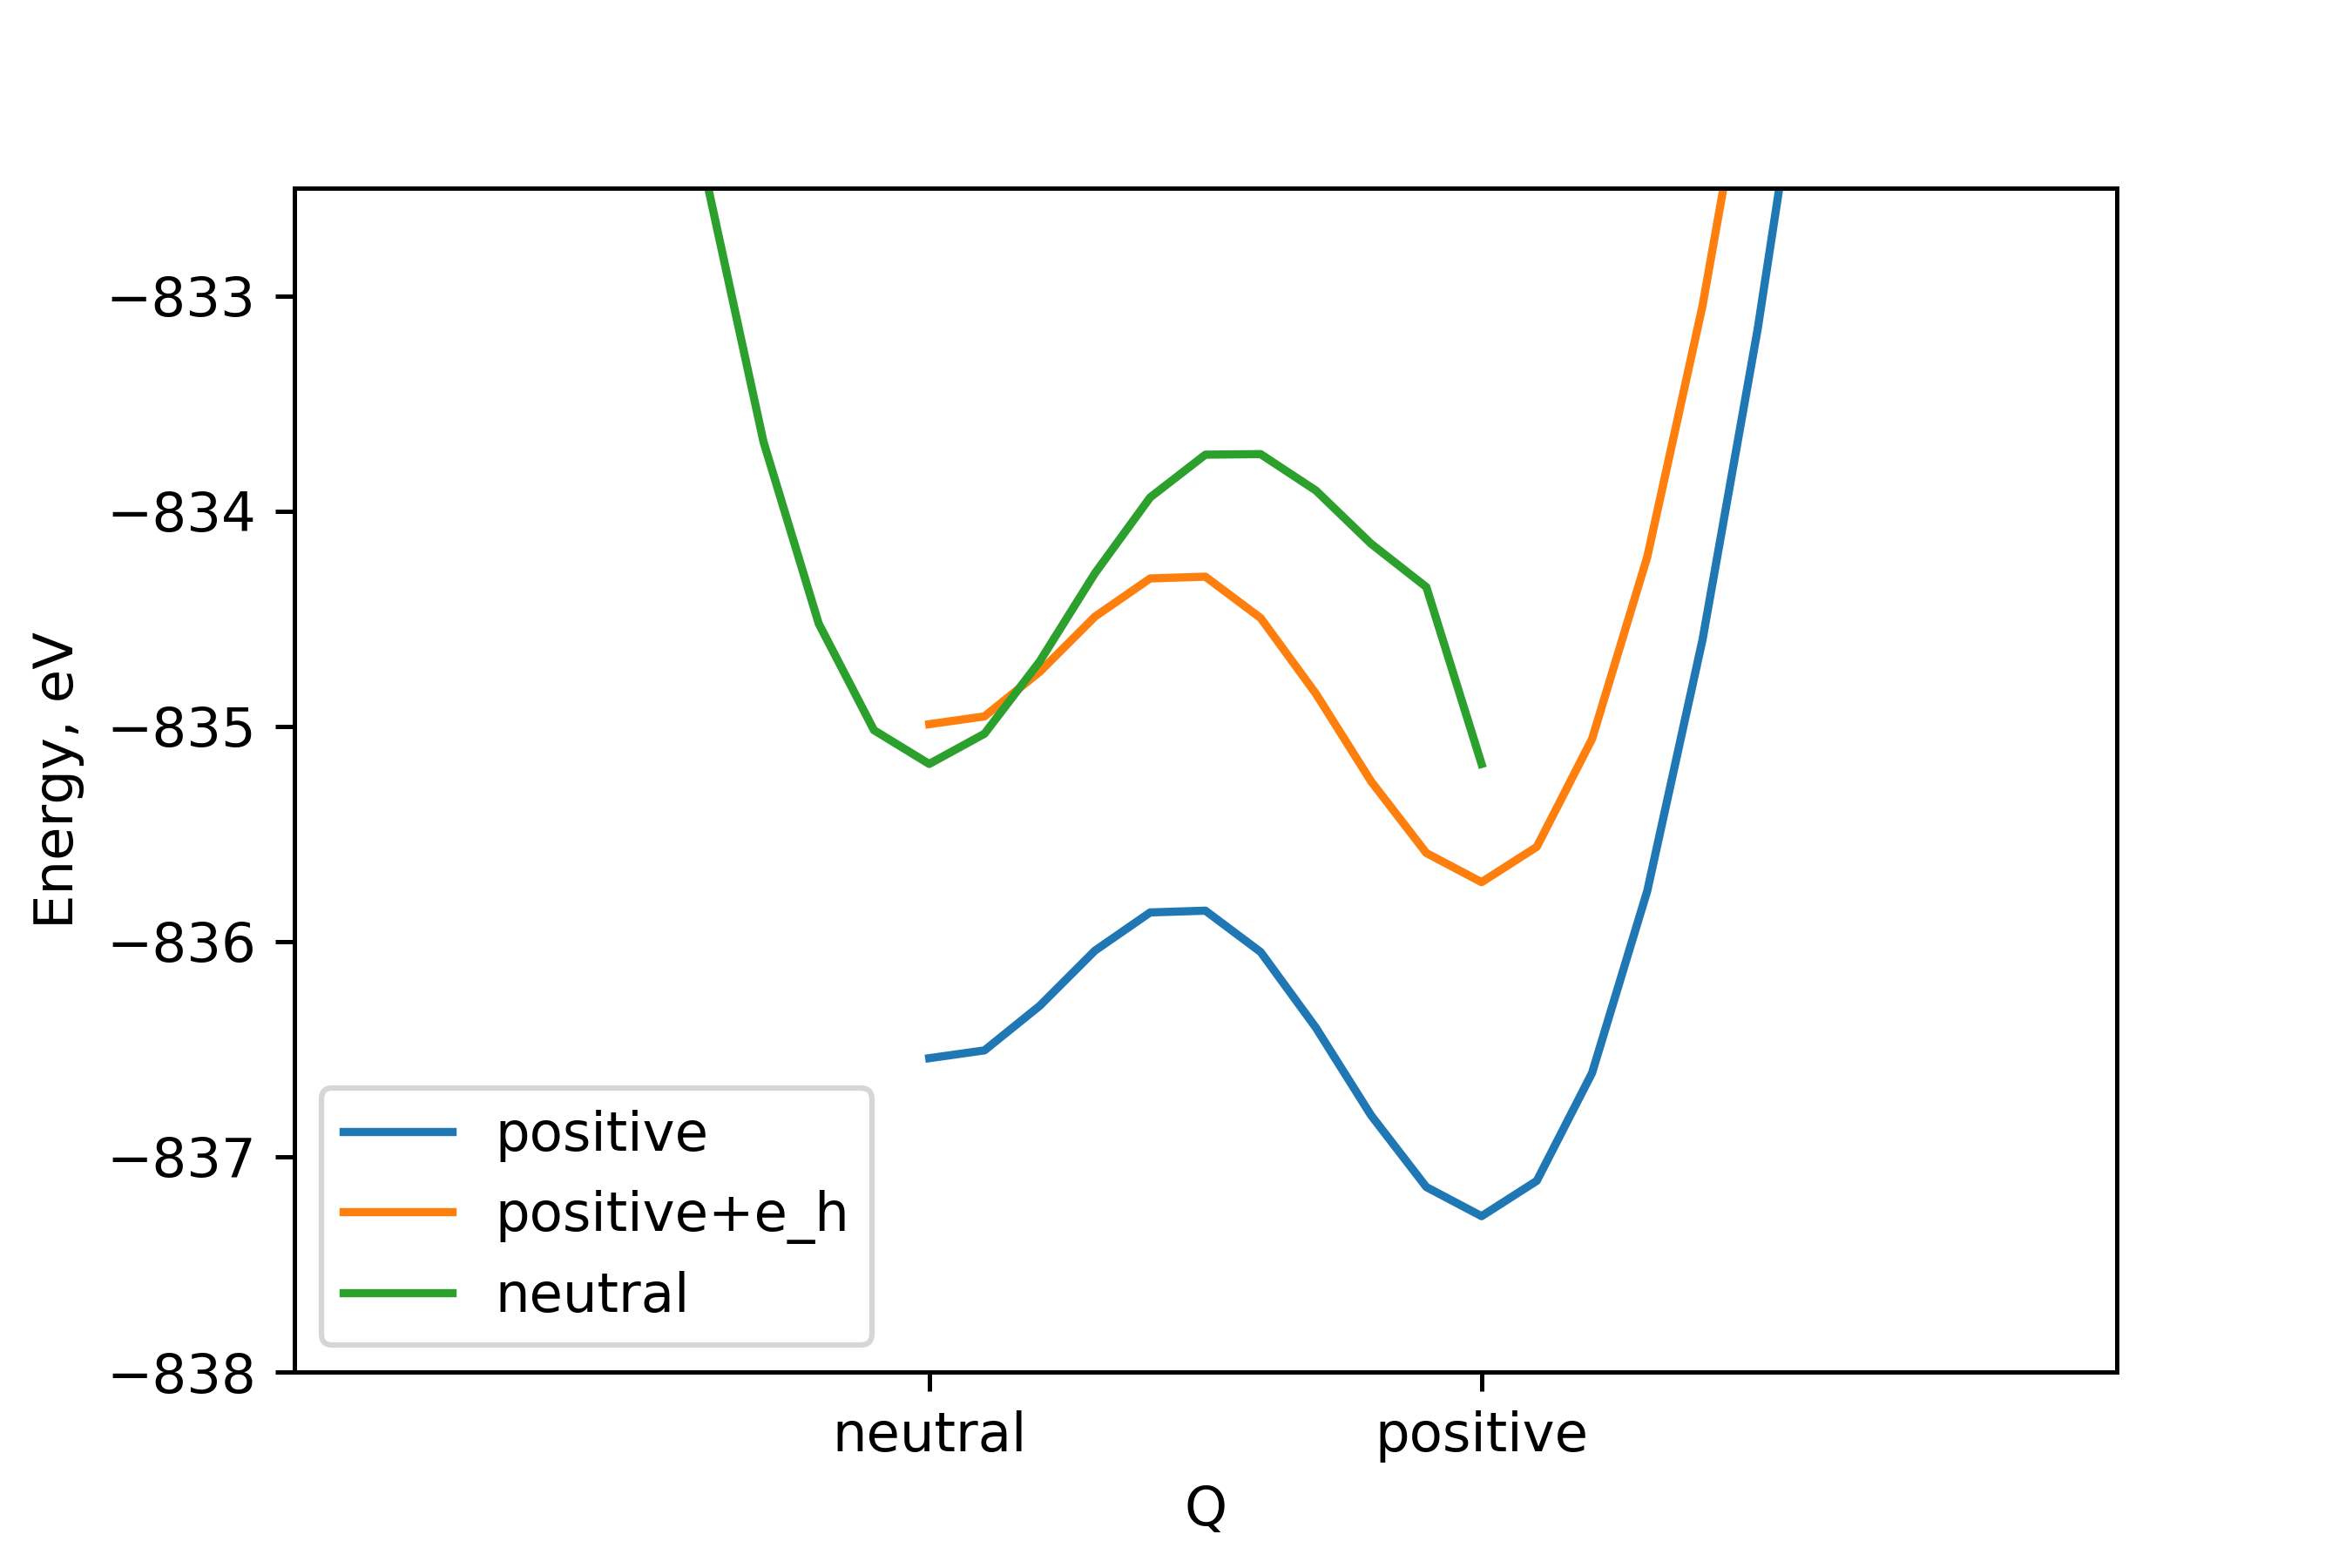 Energy, eV
−833
−834
−835
−836
−837
−838
positive
positive+e_h
neutral
neutral
positive
Q